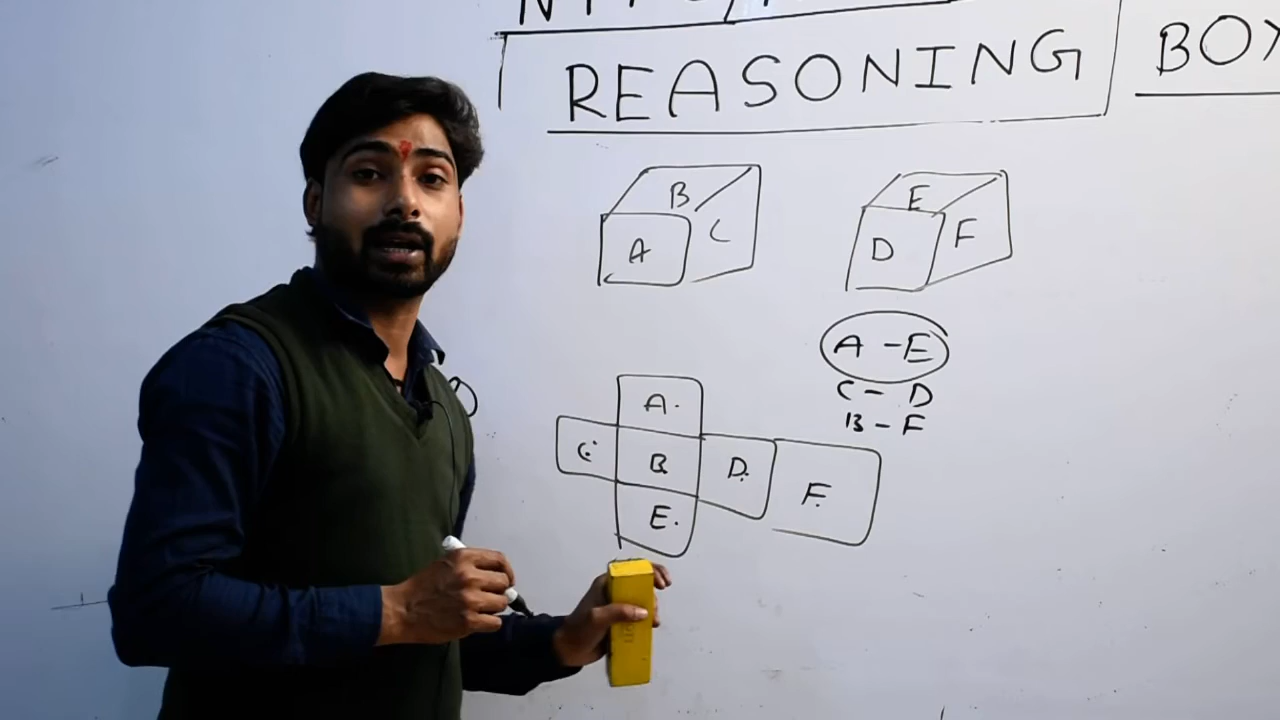 REASONING
BOX
B
A
C
E
D
F
A - E
C - D
B - F
A.
C
B
D.
F.
E.